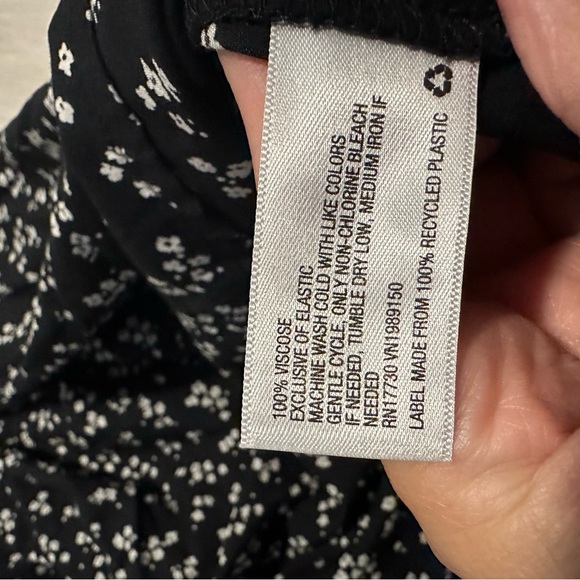 100% VISCOSE
EXCLUSIVE OF ELASTIC
MACHINE WASH COLD WITH LIKE COLORS
GENTLE CYCLE, ONLY NON-CHLORINE BLEACH
IF NEEDED, TUMBLE DRY LOW, MEDIUM IRON IF
NEEDED
RN17730 VN1989150
LABEL MADE FROM 100% RECYCLED PLASTIC